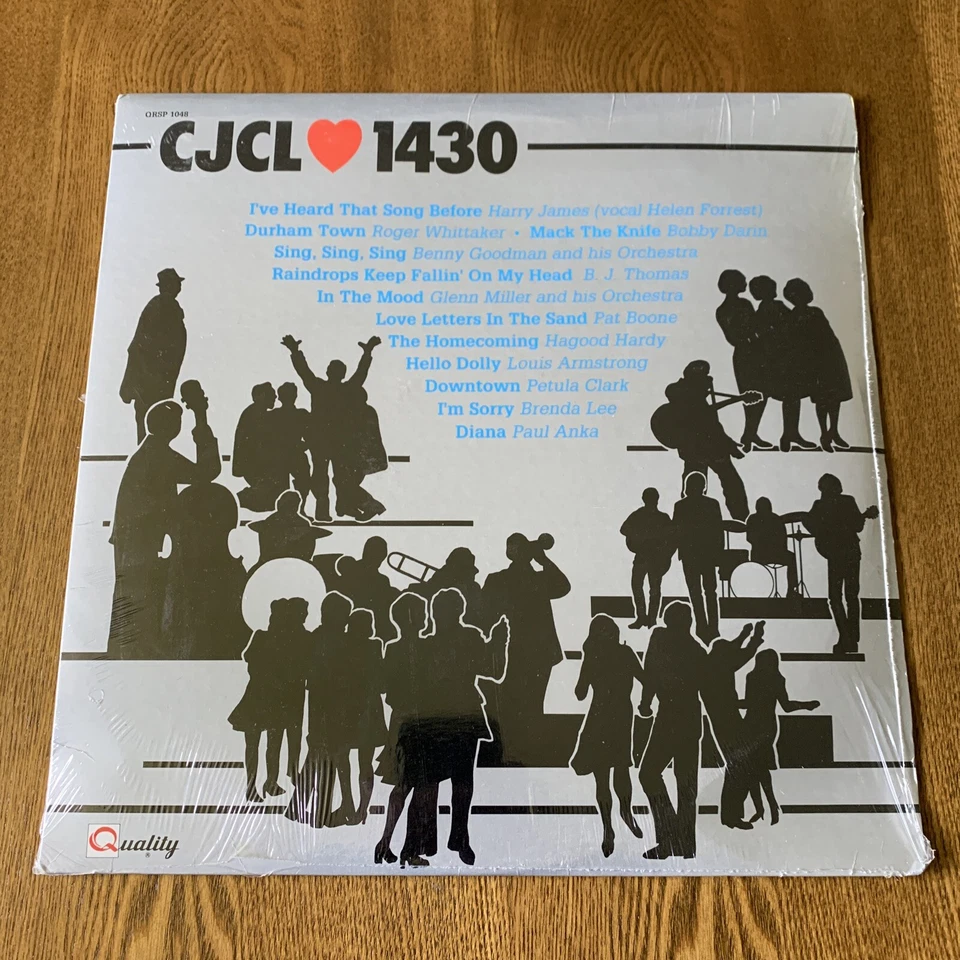 QRSP 1048
CJCL 1430
I've Heard That Song Before Harry James (vocal Helen Forrest)
Durham Town Roger Whittaker • Mack The Knife Bobby Darin
Sing, Sing, Sing Benny Goodman and his Orchestra
Raindrops Keep Fallin' On My Head B. J. Thomas
In The Mood Glenn Miller and his Orchestra
Love Letters In The Sand Pat Boone
The Homecoming Hagood Hardy
Hello Dolly Louis Armstrong
Downtown Petula Clark
I'm Sorry Brenda Lee
Diana Paul Anka
Quality
®